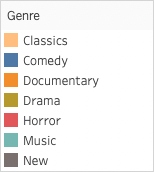 Genre
Classics
Comedy
Documentary
Drama
Horror
Music
New